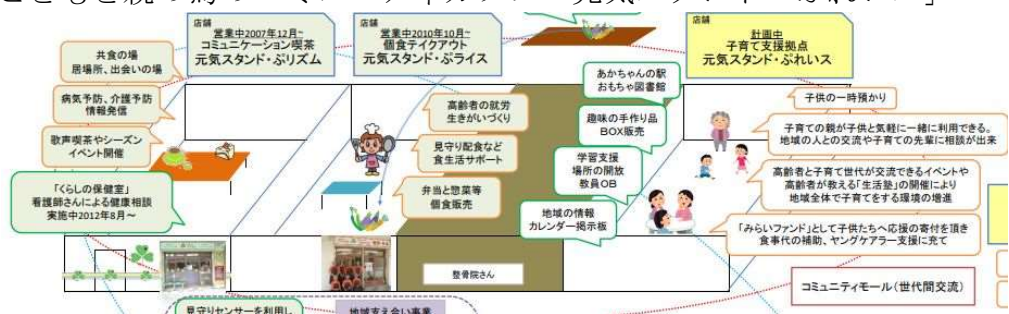 店舗
営業中2007年12月~
コミュニケーション喫茶
元気スタンド・ぷリズム
店舗
営業中2010年10月~
個食テイクアウト
元気スタンド・ぷライス
店舗
計画中
子育て支援拠点
元気スタンド・ぷれいス
共食の場
居場所、出会いの場
病気予防、介護予防
情報発信
歌声喫茶やシーズン
イベント開催
「くらしの保健室」
看護師さんによる健康相談
実施中2012年8月~
高齢者の就労
生きがいづくり
見守り配食など
食生活サポート
弁当と惣菜等
個食販売
あかちゃんの駅
おもちゃ図書館
趣味の手作り品
BOX販売
学習支援
場所の開放
教員OB
地域の情報
カレンダー掲示板
整骨院さん
子供の一時預かり
子育ての親が子供と気軽に一緒に利用できる。
地域の人との交流や子育ての先輩に相談が出来
高齢者と子育て世代が交流できるイベントや
高齢者が教える「生活塾」の開催により
地域全体で子育てをする環境の増進
「みらいファンド」として子供たちへ応援の寄付を頂き
食事代の補助、ヤングケアラー支援に充て
コミュニティモール(世代間交流)
見守りセンサーを利用し
地域支え合い事業